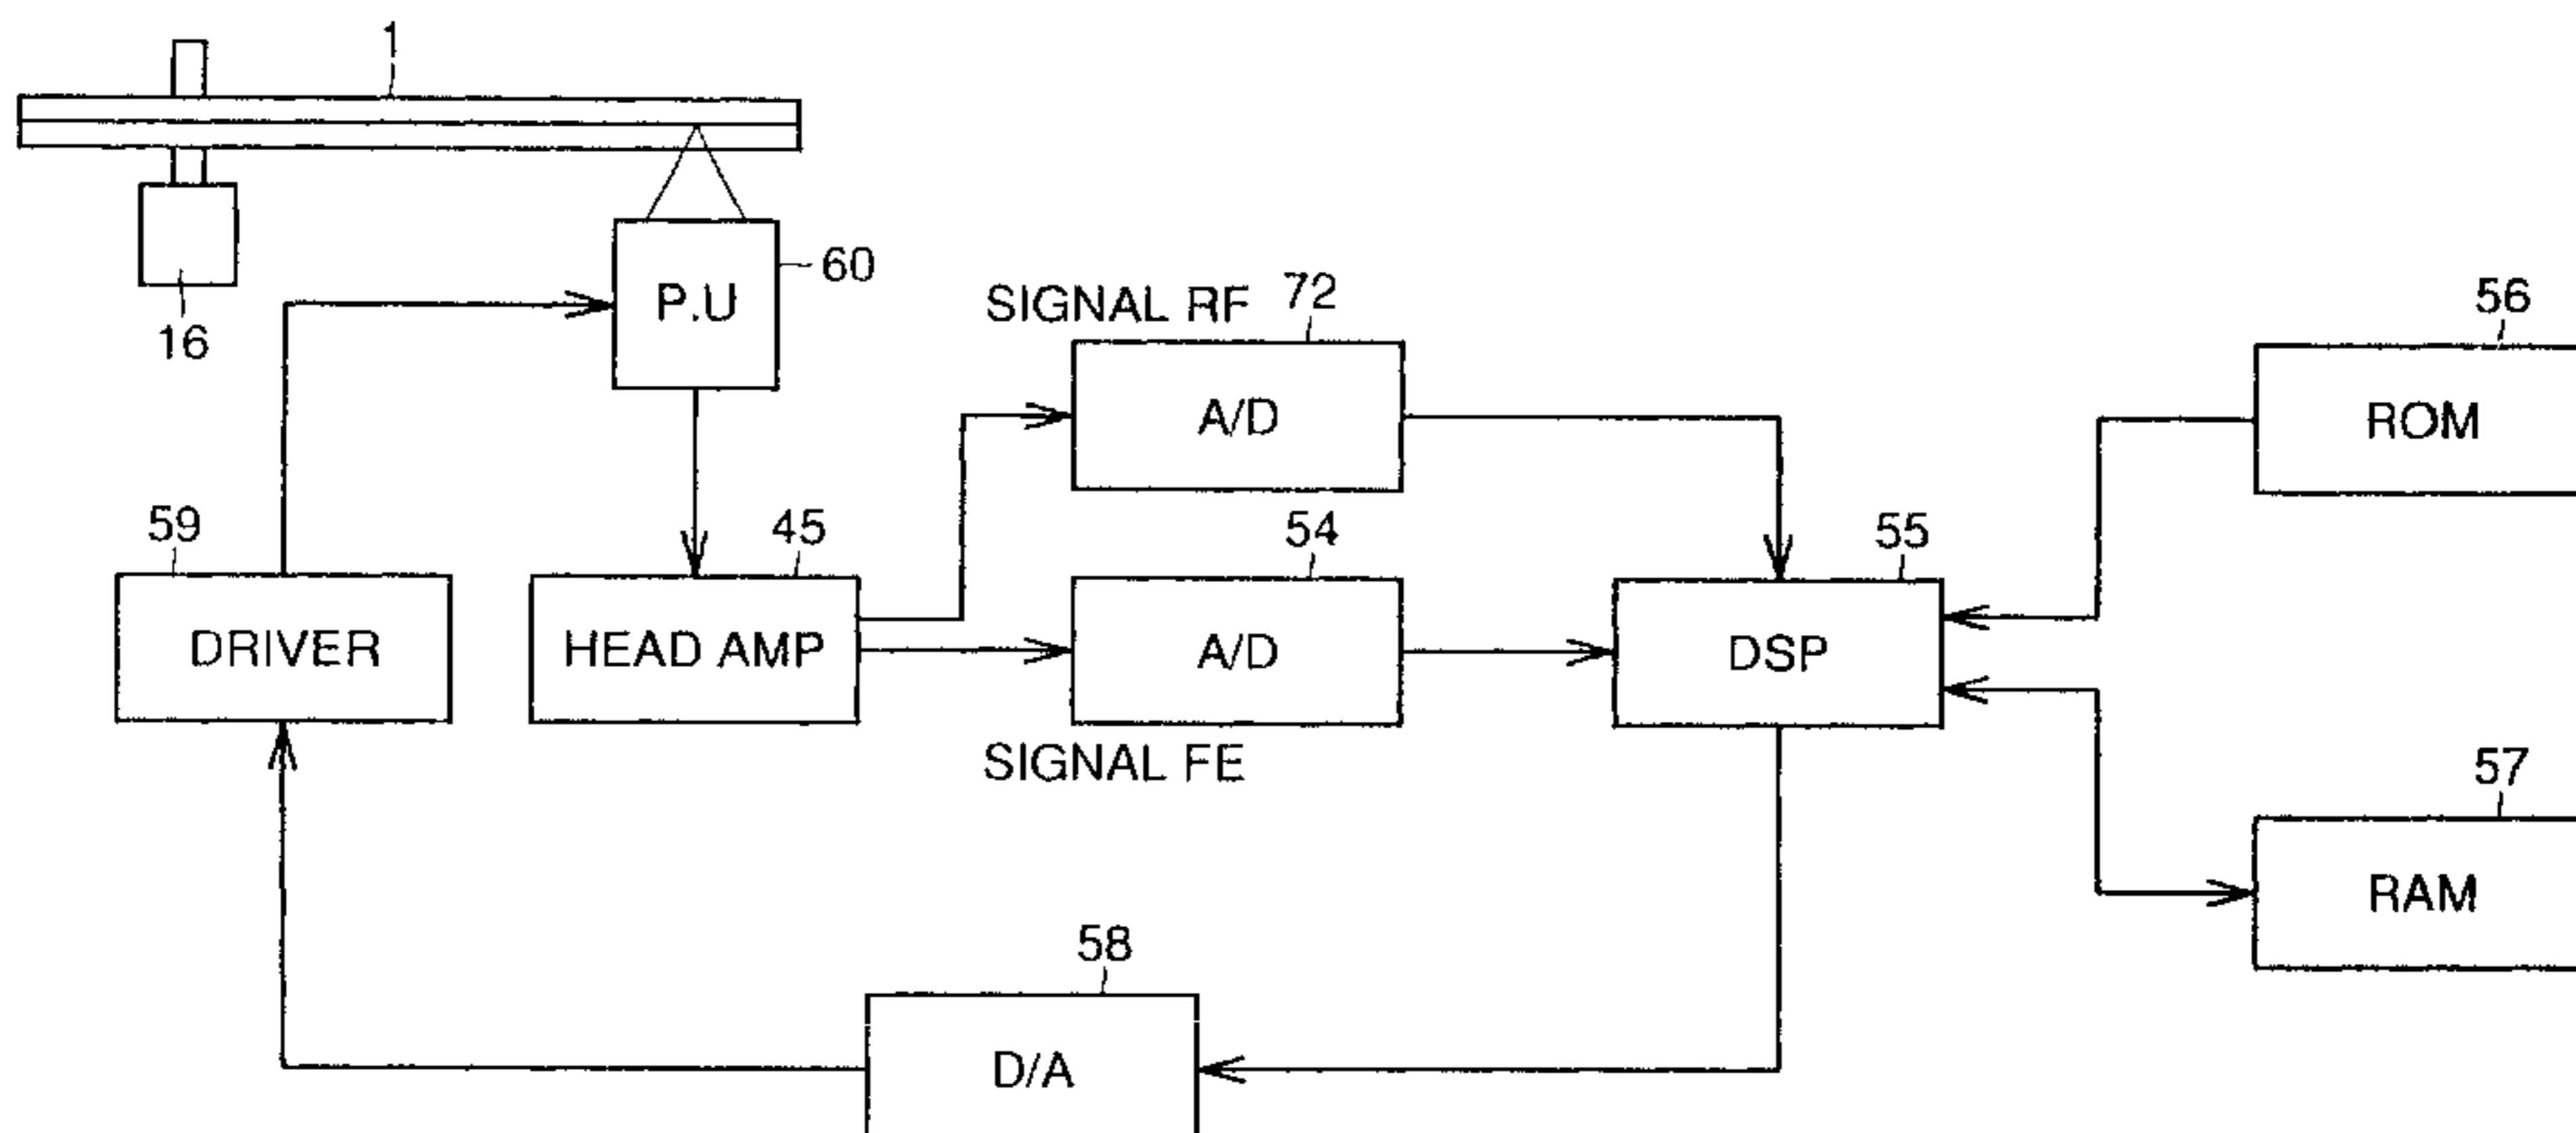 1
16
P.U
60
SIGNAL RF
72
A/D
56
ROM
59
DRIVER
45
HEAD AMP
54
A/D
SIGNAL FE
55
DSP
57
RAM
58
D/A